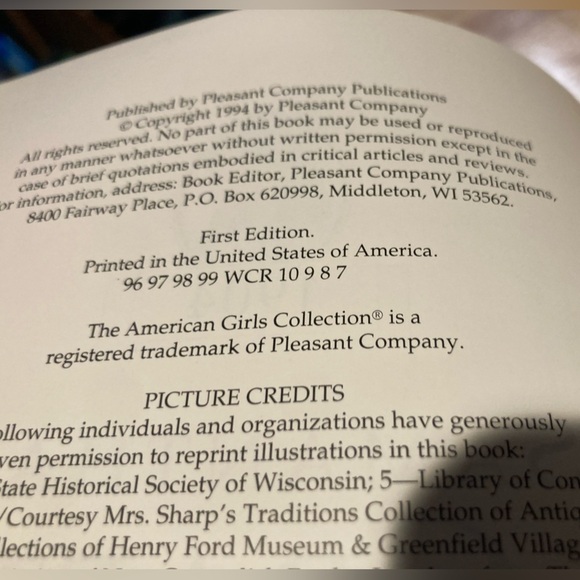 Published by Pleasant Company Publications
© Copyright 1994 by Pleasant Company
All rights reserved. No part of this book may be used or reproduced
in any manner whatsoever without written permission except in the
case of brief quotations embodied in critical articles and reviews.
or information, address: Book Editor, Pleasant Company Publications,
8400 Fairway Place, P.O. Box 620998, Middleton, WI 53562.
First Edition.
Printed in the United States of America.
96 97 98 99 WCR 10 9 8 7
The American Girls Collection® is a
registered trademark of Pleasant Company.
PICTURE CREDITS
ollowing individuals and organizations have generously
ven permission to reprint illustrations in this book:
tate Historical Society of Wisconsin; 5—Library of Con
/Courtesy Mrs. Sharp's Traditions Collection of Antiq
llections of Henry Ford Museum & Greenfield Villag